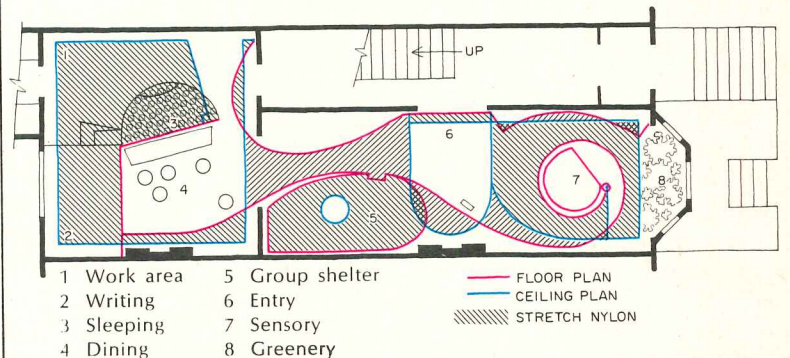 UP
1
2
3
4
5
6
7
8
1 Work area
2 Writing
3 Sleeping
4 Dining
5 Group shelter
6 Entry
7 Sensory
8 Greenery
FLOOR PLAN
CEILING PLAN
STRETCH NYLON